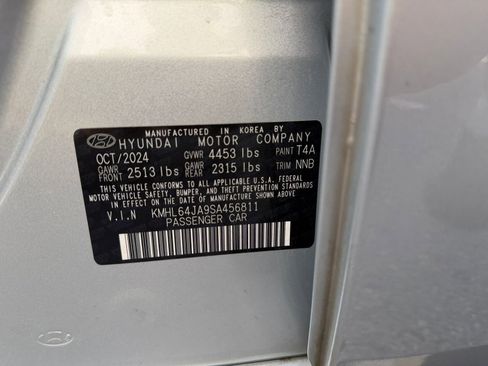 MANUFACTURED IN KOREA BY
HYUNDAI MOTOR COMPANY
OCT/2024 GVWR 4453 lbs PAINT T4A
GAWR FRONT 2513 lbs GAWR REAR 2315 lbs TRIM NNB
THIS VEHICLE CONFORMS TO ALL APPLICABLE U.S.A. FEDERAL
MOTOR VEHICLE SAFETY, BUMPER, AND THEFT PREVENTION
STANDARDS IN EFFECT ON THE DATE OF MANUFACTURE SHOWN ABOVE.
V.I.N KMHL64JA9SA456811
PASSENGER CAR